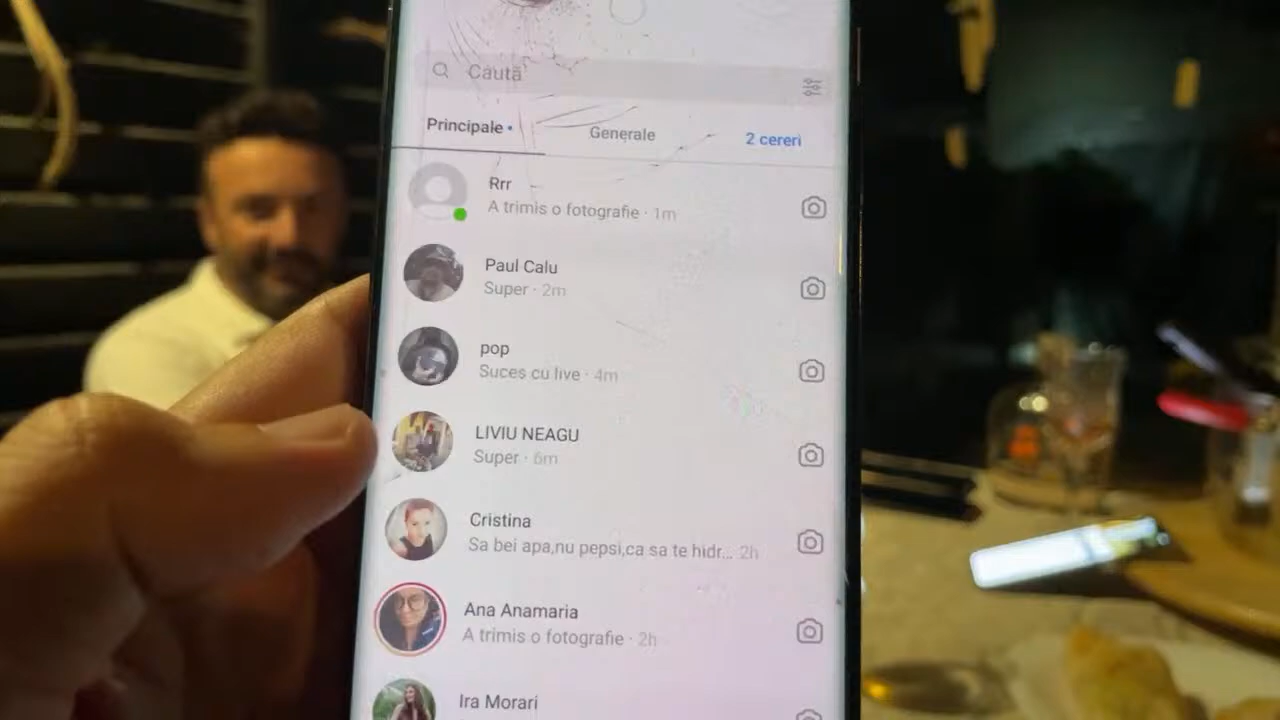 Caută
Principale
Generale
2 cereri
Rrr
A trimis o fotografie · 1m
Paul Calu
Super · 2m
pop
Suces cu live · 4m
LIVIU NEAGU
Super · 6m
Cristina
Sa bei apa,nu pepsi,ca sa te hidr... 2h
Ana Anamaria
A trimis o fotografie · 2h
Ira Morari